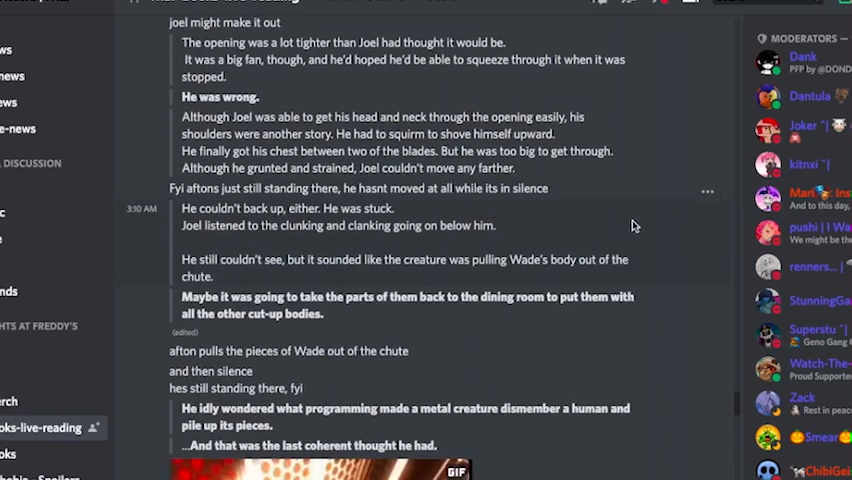 joel might make it out
MODERATORS —
The opening was a lot tighter than Joel had thought it would be.
It was a big fan, though, and he'd hoped he'd be able to squeeze through it when it was
stopped.
He was wrong.
Although Joel was able to get his head and neck through the opening easily, his
shoulders were another story. He had to squirm to shove himself upward.
He finally got his chest between two of the blades. But he was too big to get through.
Although he grunted and strained, Joel couldn't move any farther.
Fyi aftons just still standing there, he hasnt moved at all while its in silence
3:10 AM
He couldn't back up, either. He was stuck.
Joel listened to the clunking and clanking going on below him.
He still couldn't see, but it sounded like the creature was pulling Wade's body out of the
chute.
Maybe it was going to take the parts of them back to the dining room to put them with
all the other cut-up bodies.
(edited)
afton pulls the pieces of Wade out of the chute
and then silence
hes still standing there, fyi
He idly wondered what programming made a metal creature dismember a human and
pile up its pieces.
...And that was the last coherent thought he had.
GIF
ws
news
ews
e-news
DISCUSSION
nds
GHTS AT FREDDY'S
erch
oks-live-reading
oks
Spoilers
Dank
PFP by @DOND
Dantula
Joker ~|
kitnxi ~|
Mari
Ins
And to this day,
pushi | I Wa
We might be the
renners... |
StunningGa
Superstu ~|
Geno Gang
Watch-The-
Proud Supporte
Zack
Rest in peace
Smear
ChibiGeis